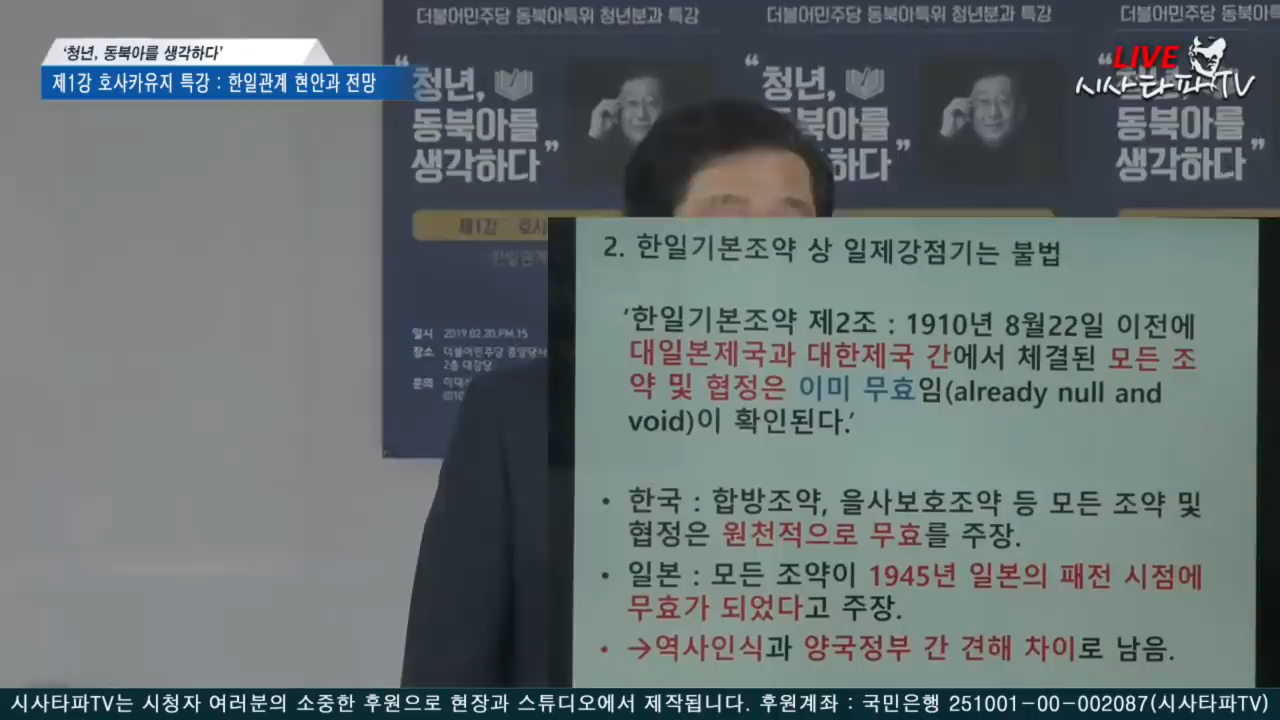 더불어민주당 동북아특위 청년분과 특강
더불어민주당 동북아특위 청년분과 특강
더불어민주당 동북아특
‘청년, 동북아를 생각하다’
제1강 호사카유지 특강 : 한일관계 현안과 전망
LIVE
시사타파TV
“청년,
동북아를
생각하다”
“청년,
북아를
하다”
동북아를
생각하다”
제1강 호사
한일관계
일시 2019.02.20.PM.15
장소 더불어민주당 중앙당사
2층 대강당
문의
2. 한일기본조약 상 일제강점기는 불법
‘한일기본조약 제2조 : 1910년 8월22일 이전에
대일본제국과 대한제국 간에서 체결된 모든 조
약 및 협정은 이미 무효임(already null and
void)이 확인된다.’
• 한국 : 합방조약, 을사보호조약 등 모든 조약 및
협정은 원천적으로 무효를 주장.
• 일본 : 모든 조약이 1945년 일본의 패전 시점에
무효가 되었다고 주장.
• →역사인식과 양국정부 간 견해 차이로 남음.
시사타파TV는 시청자 여러분의 소중한 후원으로 현장과 스튜디오에서 제작됩니다. 후원계좌 : 국민은행 251001-00-002087(시사타파TV)